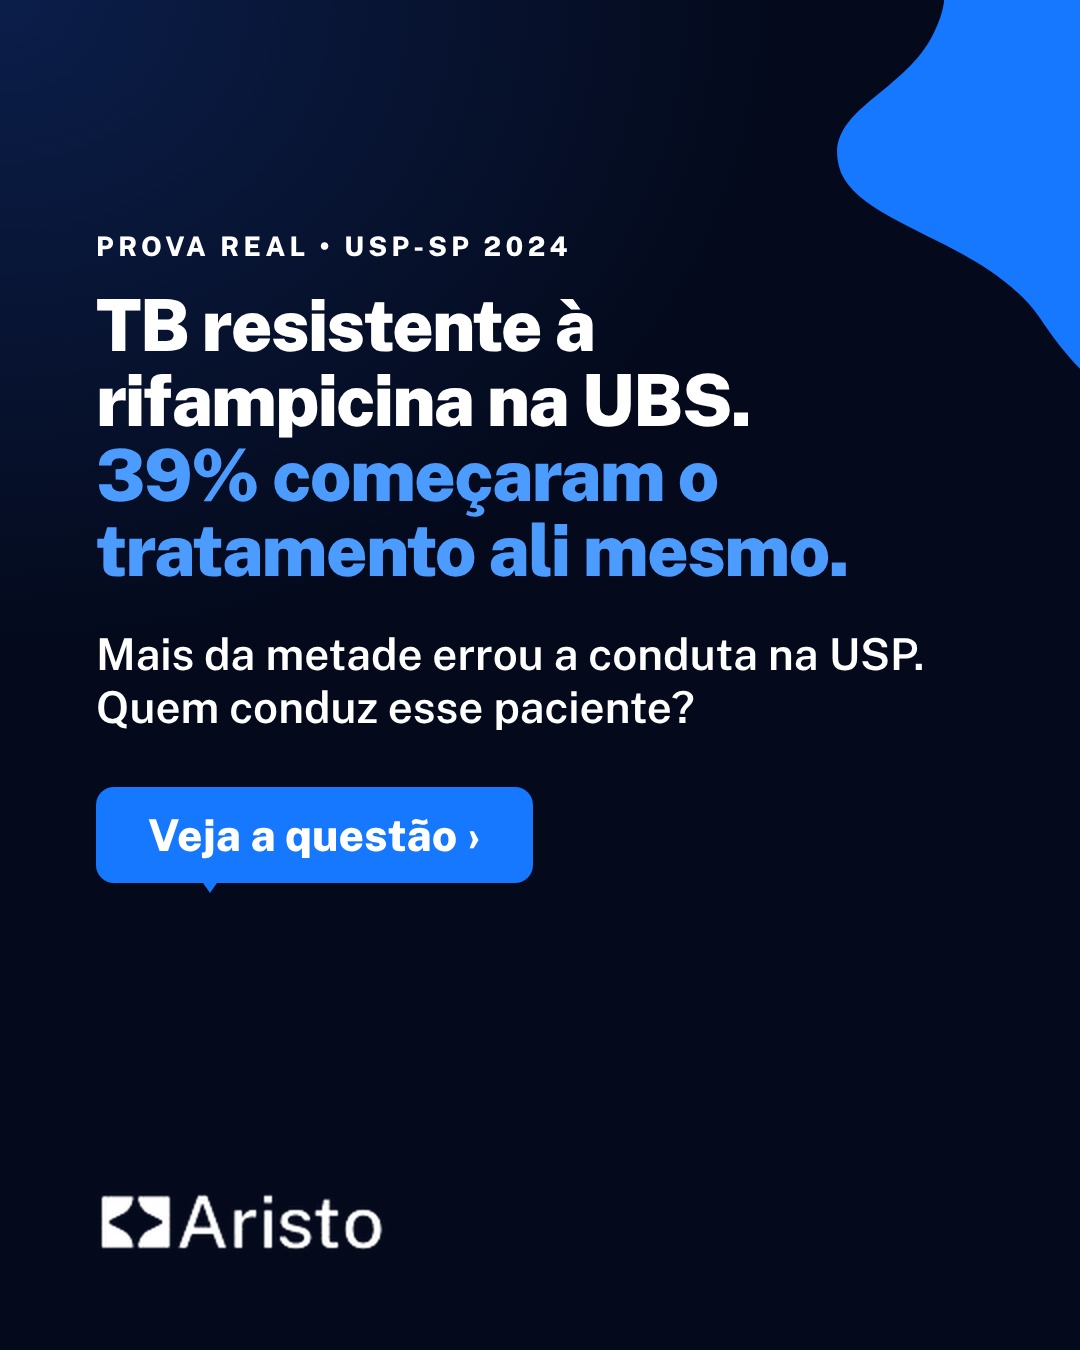 PROVA REAL • USP-SP 2024
TB resistente à
rifampicina na UBS.
39% começaram o
tratamento ali mesmo.
Mais da metade errou a conduta na USP.
Quem conduz esse paciente?
Veja a questão ›
Aristo